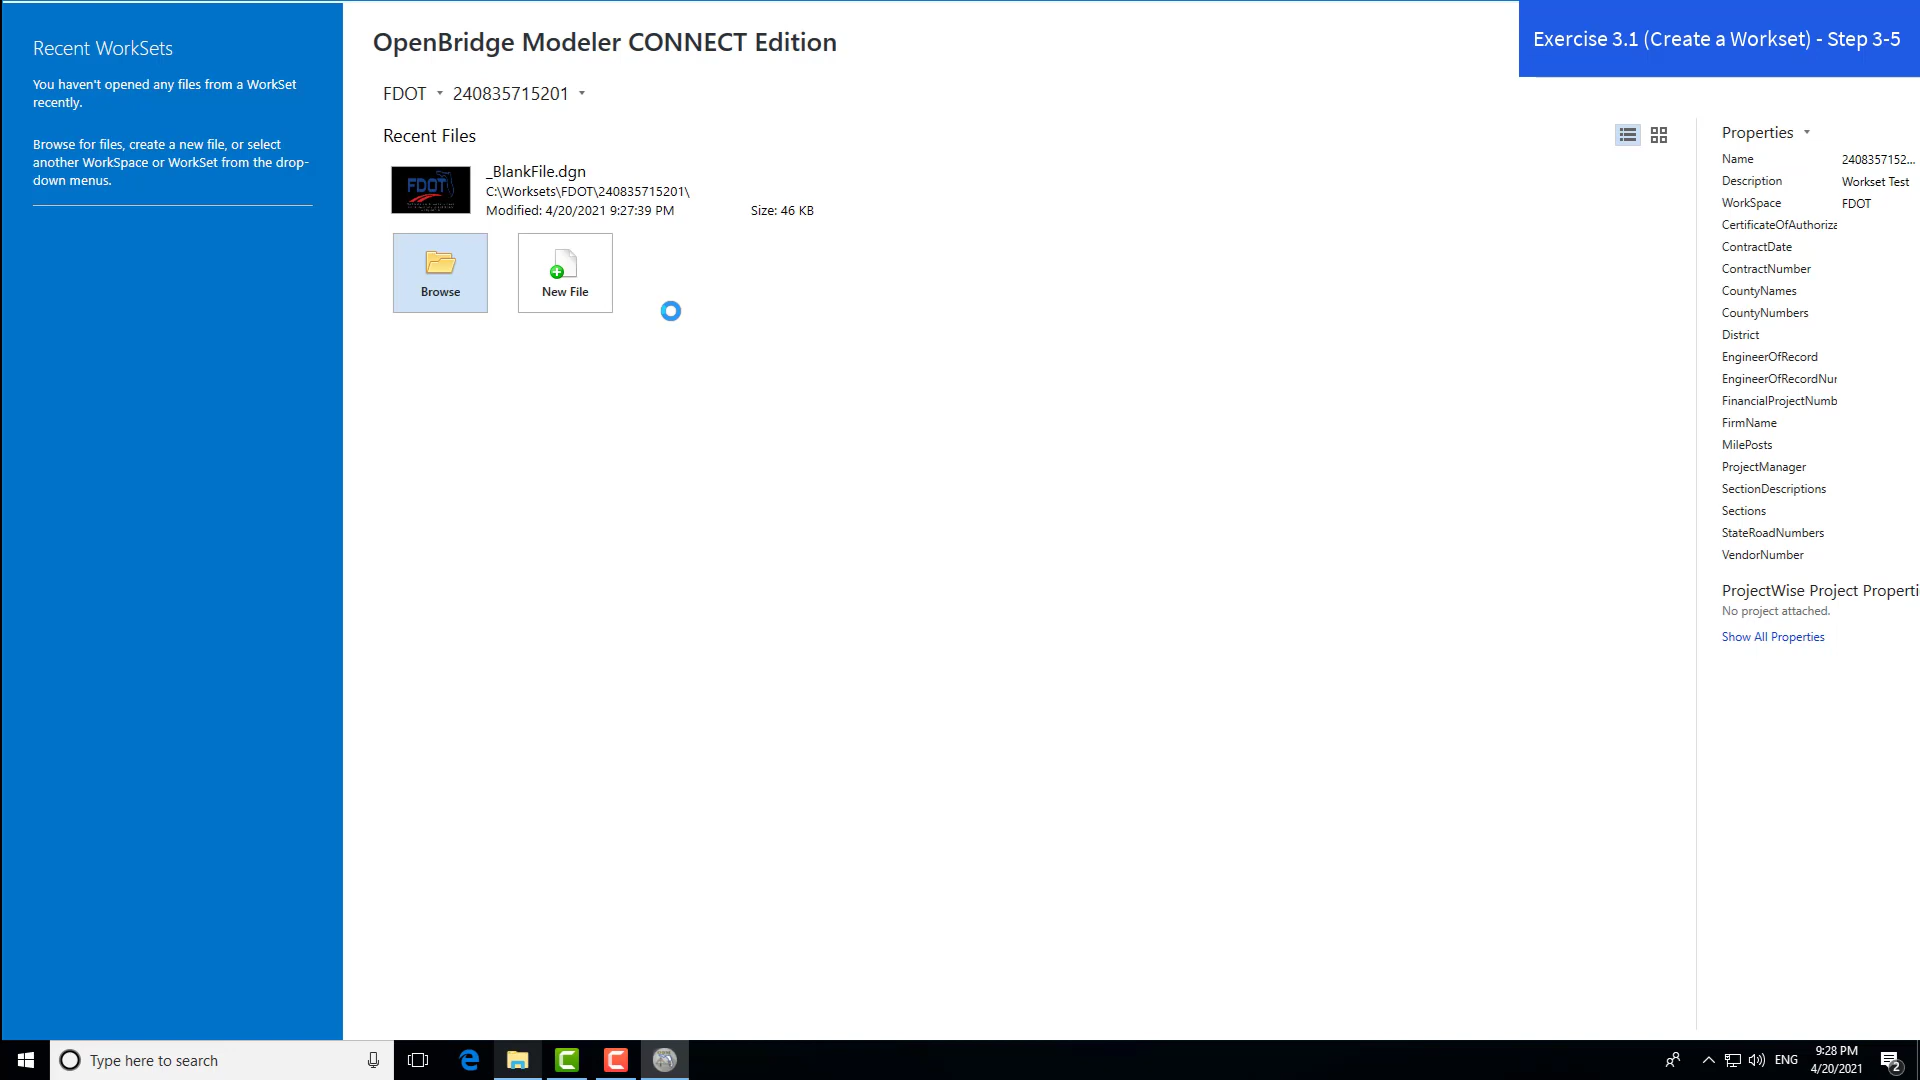 Recent WorkSets
You haven't opened any files from a WorkSet
recently.
Browse for files, create a new file, or select
another WorkSpace or WorkSet from the drop-
down menus.
OpenBridge Modeler CONNECT Edition
Exercise 3.1 (Create a Workset) - Step 3-5
FDOT 240835715201
Recent Files
FDOT
_BlankFile.dgn
C:\Worksets\FDOT\240835715201\
Modified: 4/20/2021 9:27:39 PM Size: 46 KB
Browse
New File
Properties
Name 2408357152...
Description Workset Test
WorkSpace FDOT
CertificateOfAuthoriza
ContractDate
ContractNumber
CountyNames
CountyNumbers
District
EngineerOfRecord
EngineerOfRecordNur
FinancialProjectNumb
FirmName
MilePosts
ProjectManager
SectionDescriptions
Sections
StateRoadNumbers
VendorNumber
ProjectWise Project Properti
No project attached.
Show All Properties
Type here to search
ENG
9:28 PM
4/20/2021
2